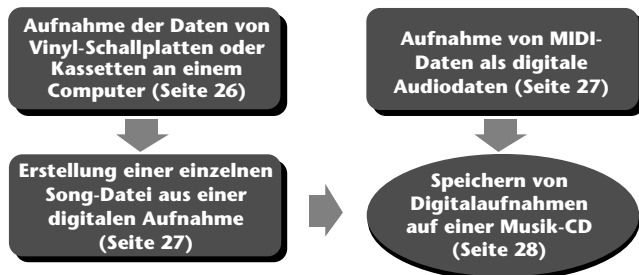 Aufnahme der Daten von
Vinyl-Schallplatten oder
Kassetten an einem
Computer (Seite 26)
Aufnahme von MIDI-
Daten als digitale
Audiodaten (Seite 27)
Erstellung einer einzelnen
Song-Datei aus einer
digitalen Aufnahme
(Seite 27)
Speichern von
Digitalaufnahmen
auf einer Musik-CD
(Seite 28)